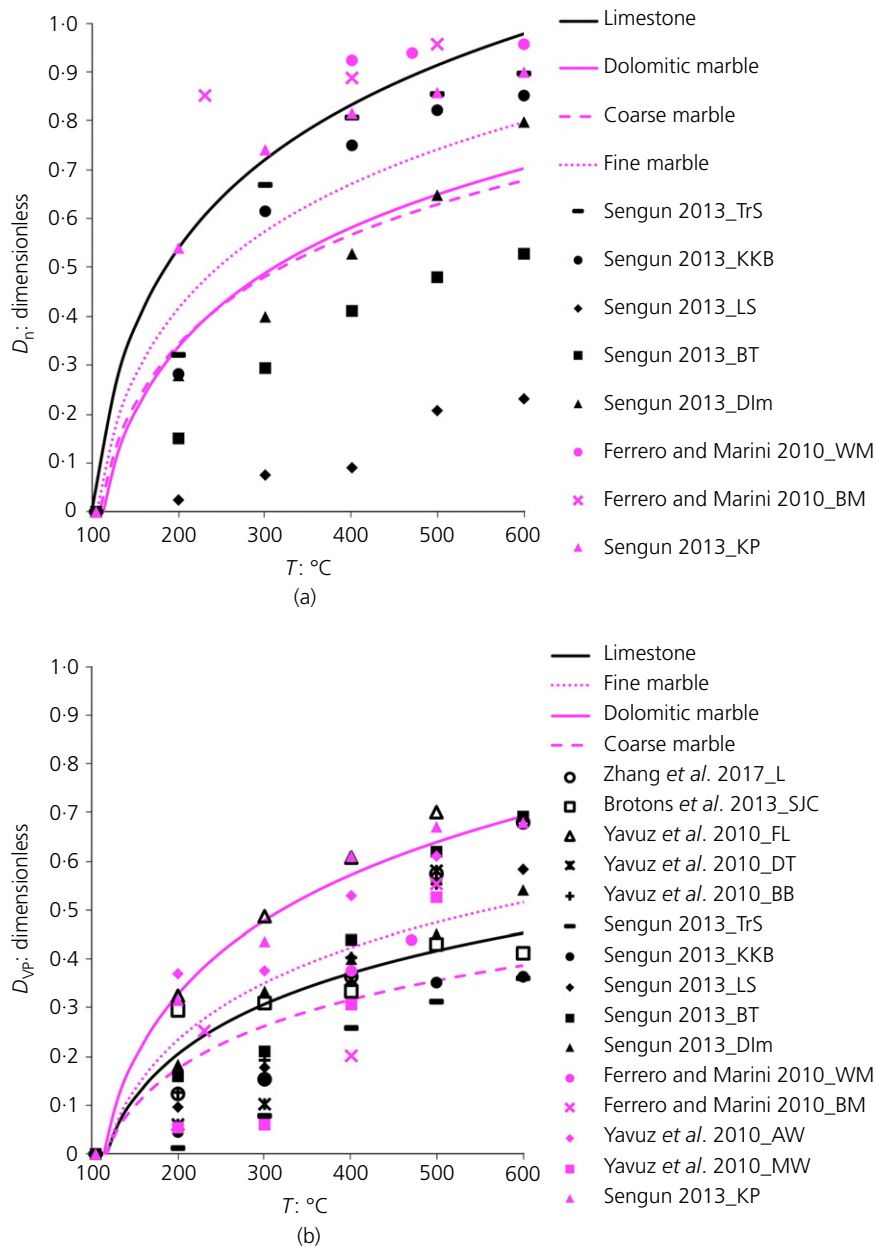 1·0
0·9
0·8
0·7
0·6
0·5
0·4
0·3
0·2
0·1
0
Dn: dimensionless
100 200 300 400 500 600
T: °C
(a)
Limestone
Dolomitic marble
Coarse marble
Fine marble
Sengun 2013_TrS
Sengun 2013_KKB
Sengun 2013_LS
Sengun 2013_BT
Sengun 2013_DIm
Ferrero and Marini 2010_WM
Ferrero and Marini 2010_BM
Sengun 2013_KP
1·0
0·9
0·8
0·7
0·6
0·5
0·4
0·3
0·2
0·1
0
DVP: dimensionless
100 200 300 400 500 600
T: °C
(b)
Limestone
Fine marble
Dolomitic marble
Coarse marble
Zhang et al. 2017_L
Brotons et al. 2013_SJC
Yavuz et al. 2010_FL
Yavuz et al. 2010_DT
Yavuz et al. 2010_BB
Sengun 2013_TrS
Sengun 2013_KKB
Sengun 2013_LS
Sengun 2013_BT
Sengun 2013_DIm
Ferrero and Marini 2010_WM
Ferrero and Marini 2010_BM
Yavuz et al. 2010_AW
Yavuz et al. 2010_MW
Sengun 2013_KP